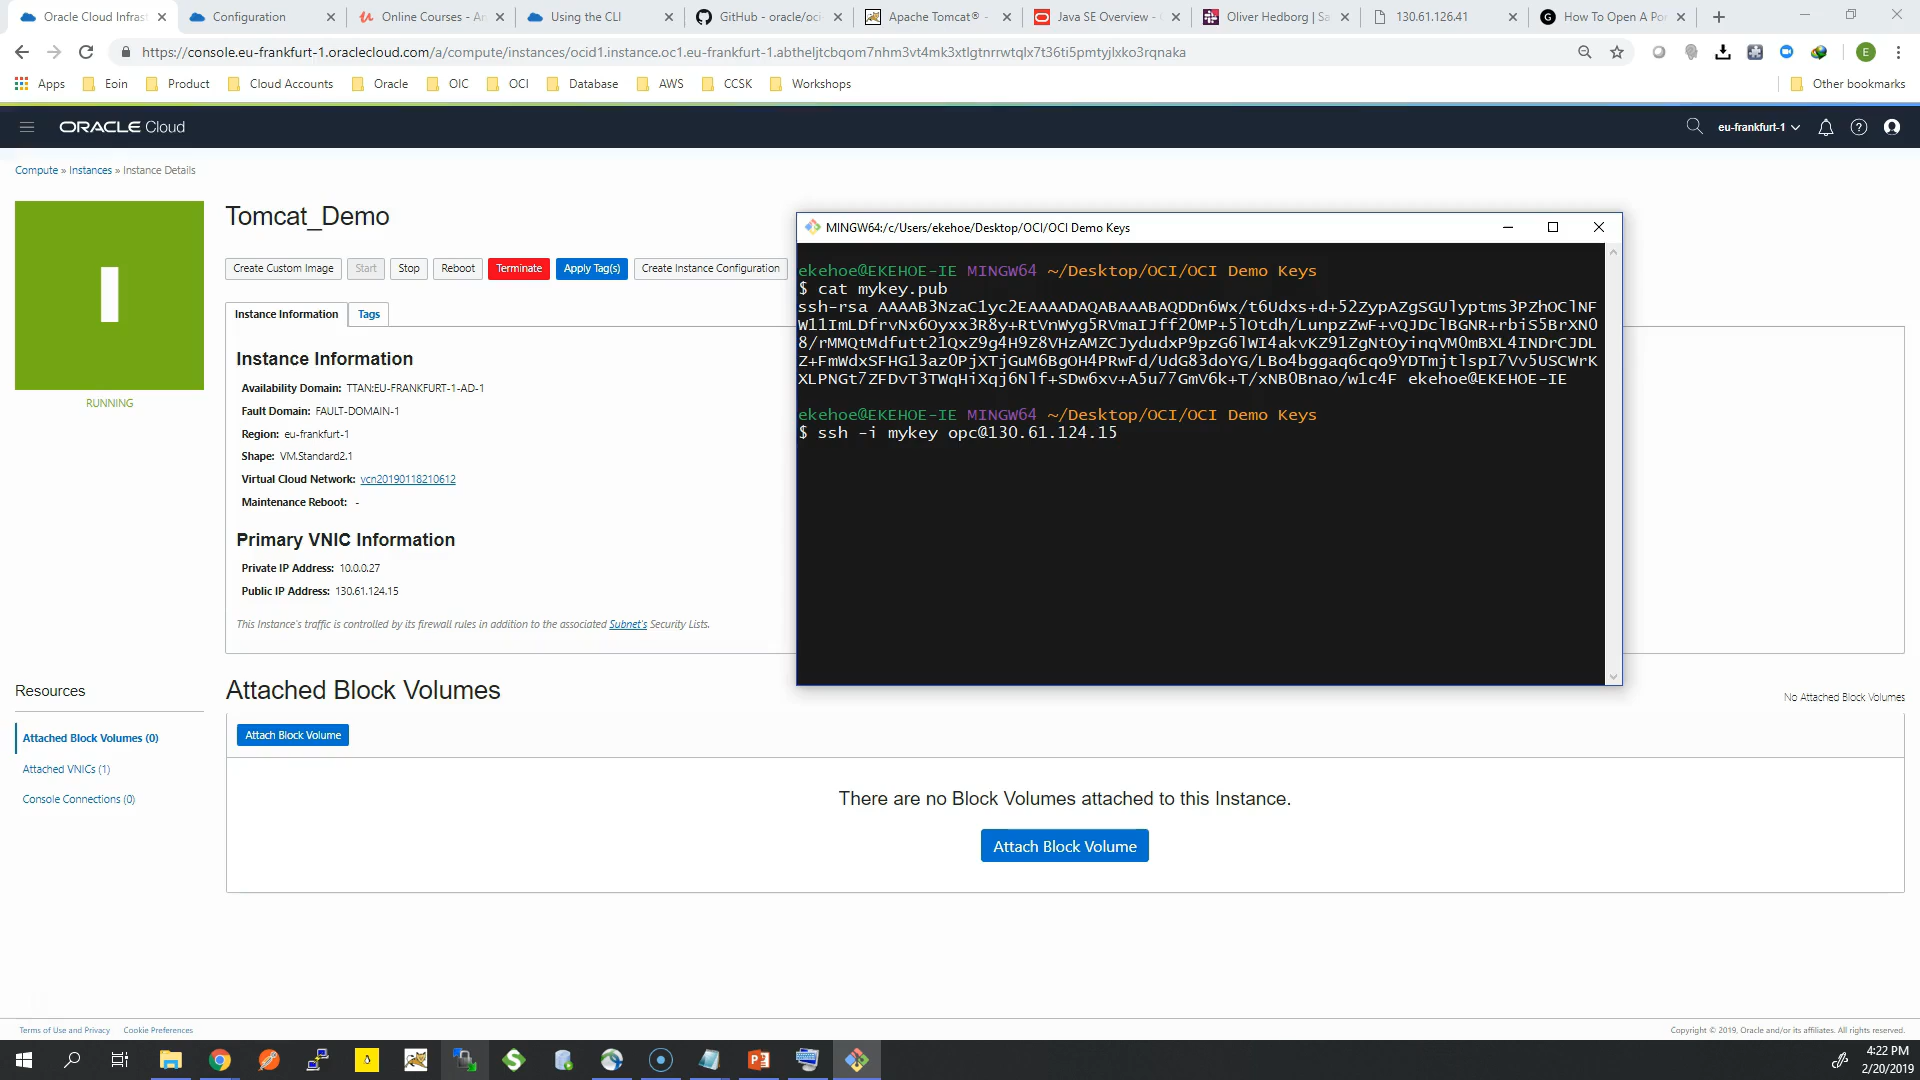 Oracle Cloud Infrast
Configuration
Online Courses - An
Using the CLI
GitHub - oracle/oci
Apache Tomcat® -
Java SE Overview -
Oliver Hedborg | Sa
130.61.126.41
How To Open A Por
https://console.eu-frankfurt-1.oraclecloud.com/a/compute/instances/ocid1.instance.oc1.eu-frankfurt-1.abtheljtcbqom7nhm3vt4mk3xtlgtnrrwtqlx7t36ti5pmtyjlxko3rqnaka
E
Apps
Eoin
Product
Cloud Accounts
Oracle
OIC
OCI
Database
AWS
CCSK
Workshops
Other bookmarks
ORACLE Cloud
eu-frankfurt-1
Compute » Instances » Instance Details
RUNNING
Tomcat_Demo
Create Custom Image
Start
Stop
Reboot
Terminate
Apply Tag(s)
Create Instance Configuration
Instance Information
Tags
Instance Information
Availability Domain: TTAN:EU-FRANKFURT-1-AD-1
Fault Domain: FAULT-DOMAIN-1
Region: eu-frankfurt-1
Shape: VM.Standard2.1
Virtual Cloud Network: vcn20190118210612
Maintenance Reboot: -
Primary VNIC Information
Private IP Address: 10.0.0.27
Public IP Address: 130.61.124.15
This Instance's traffic is controlled by its firewall rules in addition to the associated Subnet's Security Lists.
MINGW64:/c/Users/ekehoe/Desktop/OCI/OCI Demo Keys
ekehoe@EKEHOE-IE MINGW64 ~/Desktop/OCI/OCI Demo Keys
$ cat mykey.pub
ssh-rsa AAAAB3NzaC1yc2EAAAADAQABAAABAQDDn6Wx/t6Udxs+d+52ZypAZgSGUlyptms3PZhOClNF
W11ImLDfrvNx6Oyxx3R8y+RtVnWyg5RVmaIJff2OMP+5lOtdh/LunpzZwF+vQJDclBGNR+rbiS5BrXN0
8/rMMQtMdfutt21QxZ9g4H9Z8VHzAMZCJydudxP9pzG6lWI4akvKZ91ZgNtOyinqVM0mBXL4INDrCJDL
Z+FmWdxSFHG13az0PjXTjGuM6BgOH4PRwFd/UdG83doYG/LBo4bggaq6cqo9YDTmjtlspI7Vv5USCWrK
XLPNGt7ZFDvT3TWqHiXqj6Nlf+SDw6xv+A5u77GmV6k+T/xNB0Bnao/w1c4F ekehoe@EKEHOE-IE
ekehoe@EKEHOE-IE MINGW64 ~/Desktop/OCI/OCI Demo Keys
$ ssh -i mykey opc@130.61.124.15
Resources
Attached Block Volumes (0)
Attached VNICs (1)
Console Connections (0)
Attached Block Volumes
No Attached Block Volumes
Attach Block Volume
There are no Block Volumes attached to this Instance.
Attach Block Volume
Terms of Use and Privacy
Cookie Preferences
Copyright © 2019, Oracle and/or its affiliates. All rights reserved.
4:22 PM
2/20/2019